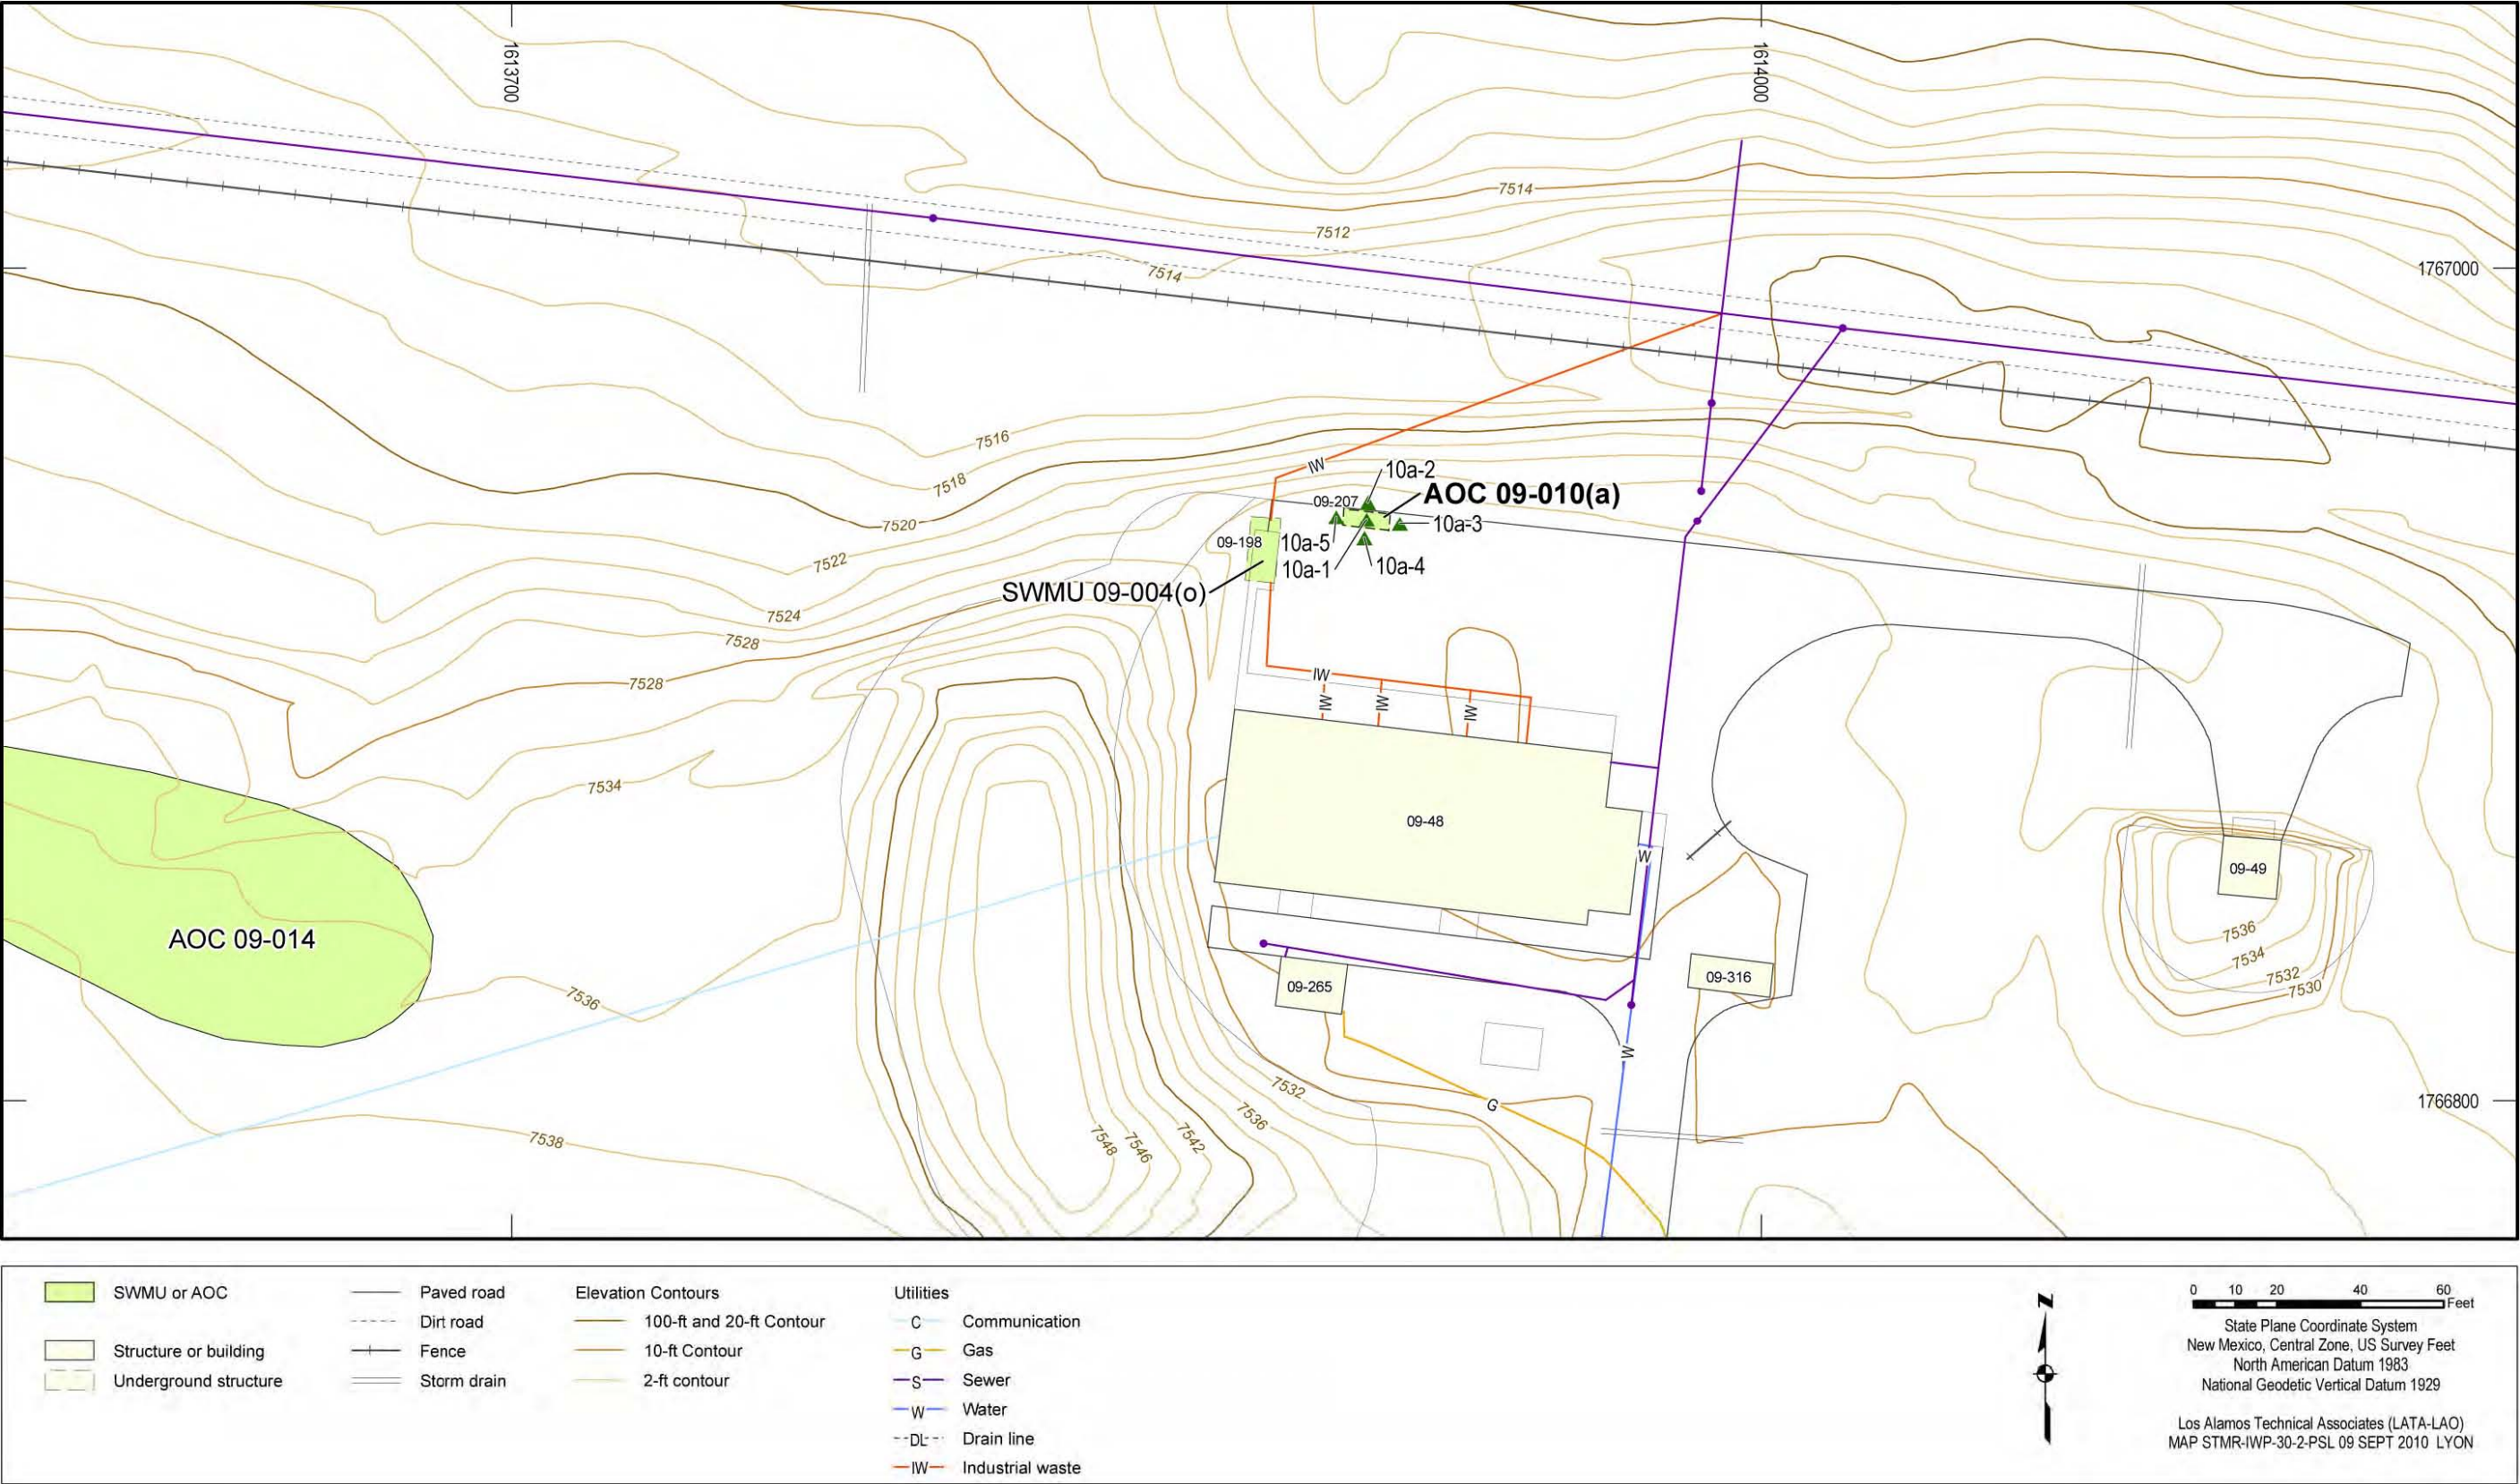 1613700
1614000
7514
7512
1767000
7514
7516
IW
10a-2
7518
AOC 09-010(a)
09-207
10a-3
7520
09-198
10a-5
10a-1
10a-4
7522
SWMU 09-004(o)
7524
7528
7528
IW
IW
IW
IW
7534
09-48
W
09-49
AOC 09-014
7536
7534
7532
7530
09-265
09-316
7536
W
7532
G
7536
1766800
7538
7548
7546
7542
SWMU or AOC
Structure or building
Underground structure
Paved road
Dirt road
Fence
Storm drain
Elevation Contours
100-ft and 20-ft Contour
10-ft Contour
2-ft contour
Utilities
C Communication
G Gas
S Sewer
W Water
DL Drain line
IW Industrial waste
N
0 10 20 40 60
Feet
State Plane Coordinate System
New Mexico, Central Zone, US Survey Feet
North American Datum 1983
National Geodetic Vertical Datum 1929
Los Alamos Technical Associates (LATA-LAO)
MAP STMR-IWP-30-2-PSL 09 SEPT 2010 LYON